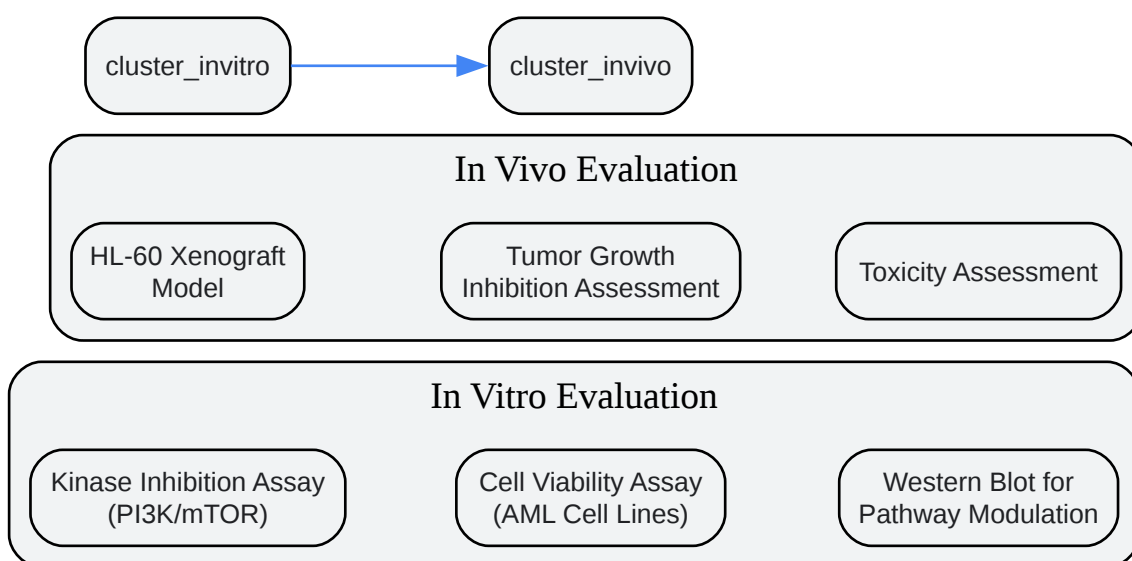 cluster_invitro
cluster_invivo
In Vivo Evaluation
HL-60 Xenograft
Model
Tumor Growth
Inhibition Assessment
Toxicity Assessment
In Vitro Evaluation
Kinase Inhibition Assay
(PI3K/mTOR)
Cell Viability Assay
(AML Cell Lines)
Western Blot for
Pathway Modulation